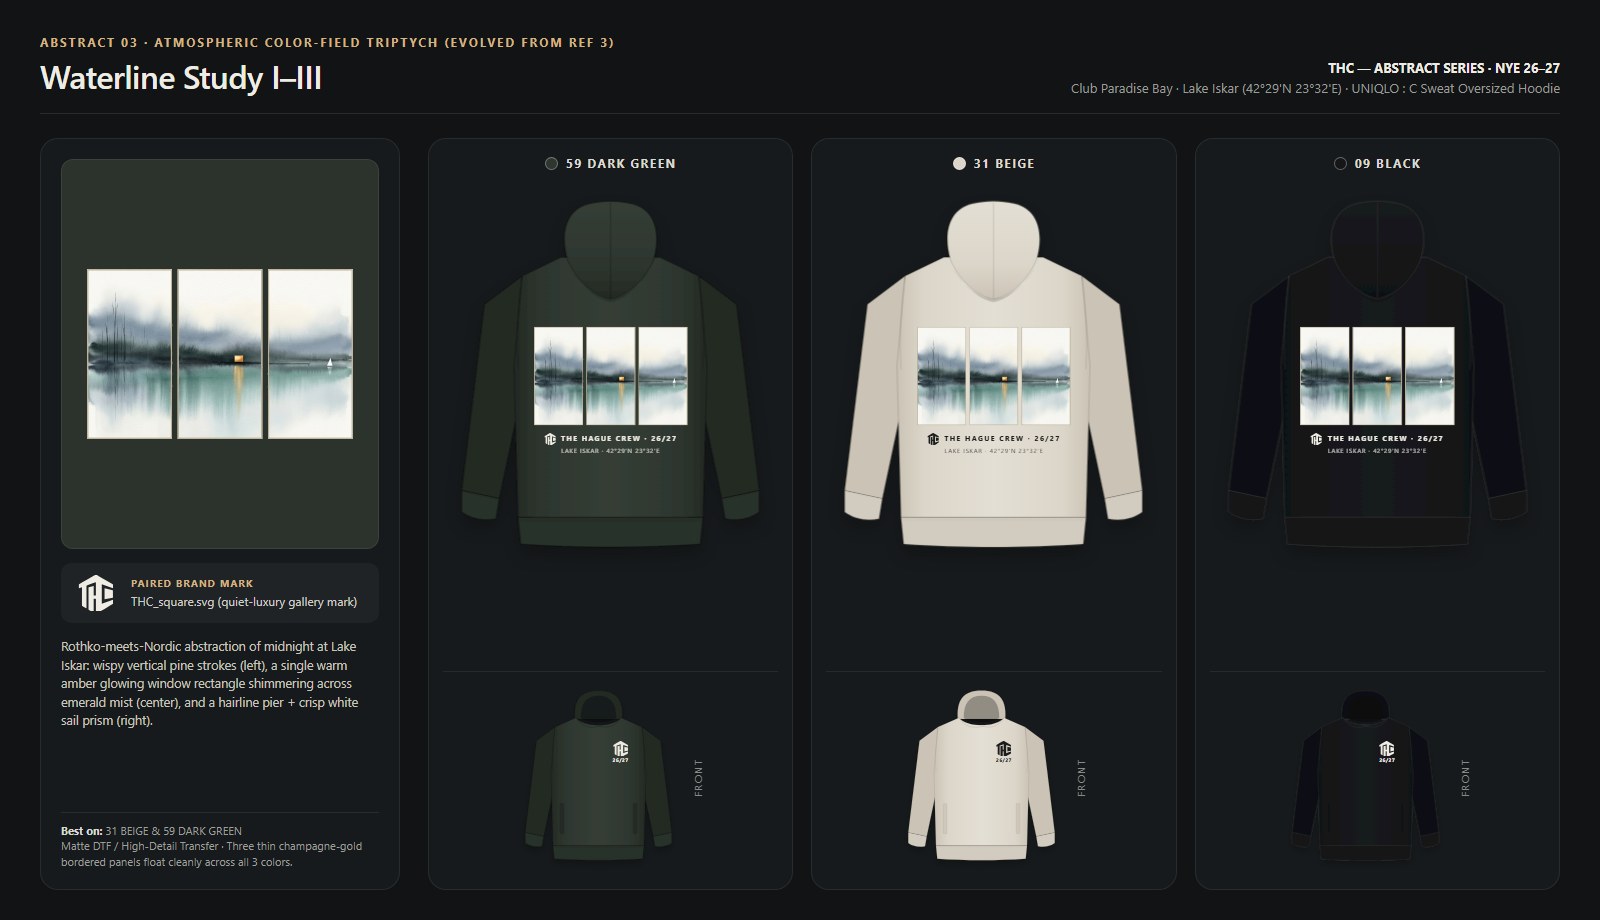 ABSTRACT 03 · ATMOSPHERIC COLOR-FIELD TRIPTYCH (EVOLVED FROM REF 3)
Waterline Study I–III
THC — ABSTRACT SERIES · NYE 26–27
Club Paradise Bay · Lake Iskar (42°29'N 23°32'E) · UNIQLO : C Sweat Oversized Hoodie
THC
PAIRED BRAND MARK
THC_square.svg (quiet-luxury gallery mark)
Rothko-meets-Nordic abstraction of midnight at Lake
Iskar: wispy vertical pine strokes (left), a single warm
amber glowing window rectangle shimmering across
emerald mist (center), and a hairline pier + crisp white
sail prism (right).
Best on: 31 BEIGE & 59 DARK GREEN
Matte DTF / High-Detail Transfer · Three thin champagne-gold
bordered panels float cleanly across all 3 colors.
59 DARK GREEN
THC THE HAGUE CREW · 26/27
LAKE ISKAR · 42°29'N 23°32'E
THC
26/27
FRONT
31 BEIGE
THC THE HAGUE CREW · 26/27
LAKE ISKAR · 42°29'N 23°32'E
THC
26/27
FRONT
09 BLACK
THC THE HAGUE CREW · 26/27
LAKE ISKAR · 42°29'N 23°32'E
THC
26/27
FRONT